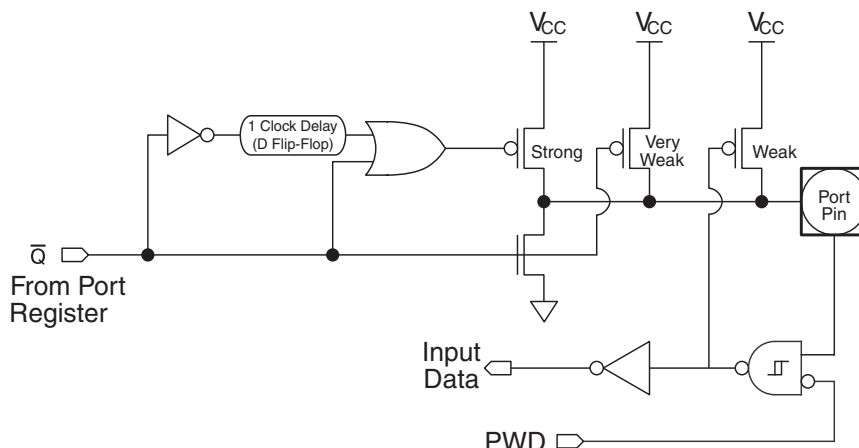 VCC
VCC
VCC
1 Clock Delay
(D Flip-Flop)
Strong
Very
Weak
Weak
Port
Pin
Q
From Port
Register
Input
Data
PWD